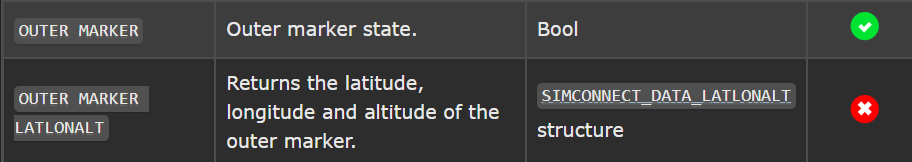 OUTER MARKER Outer marker state. Bool
OUTER MARKER LATLONALT Returns the latitude, longitude and altitude of the outer marker. SIMCONNECT_DATA_LATLONALT structure